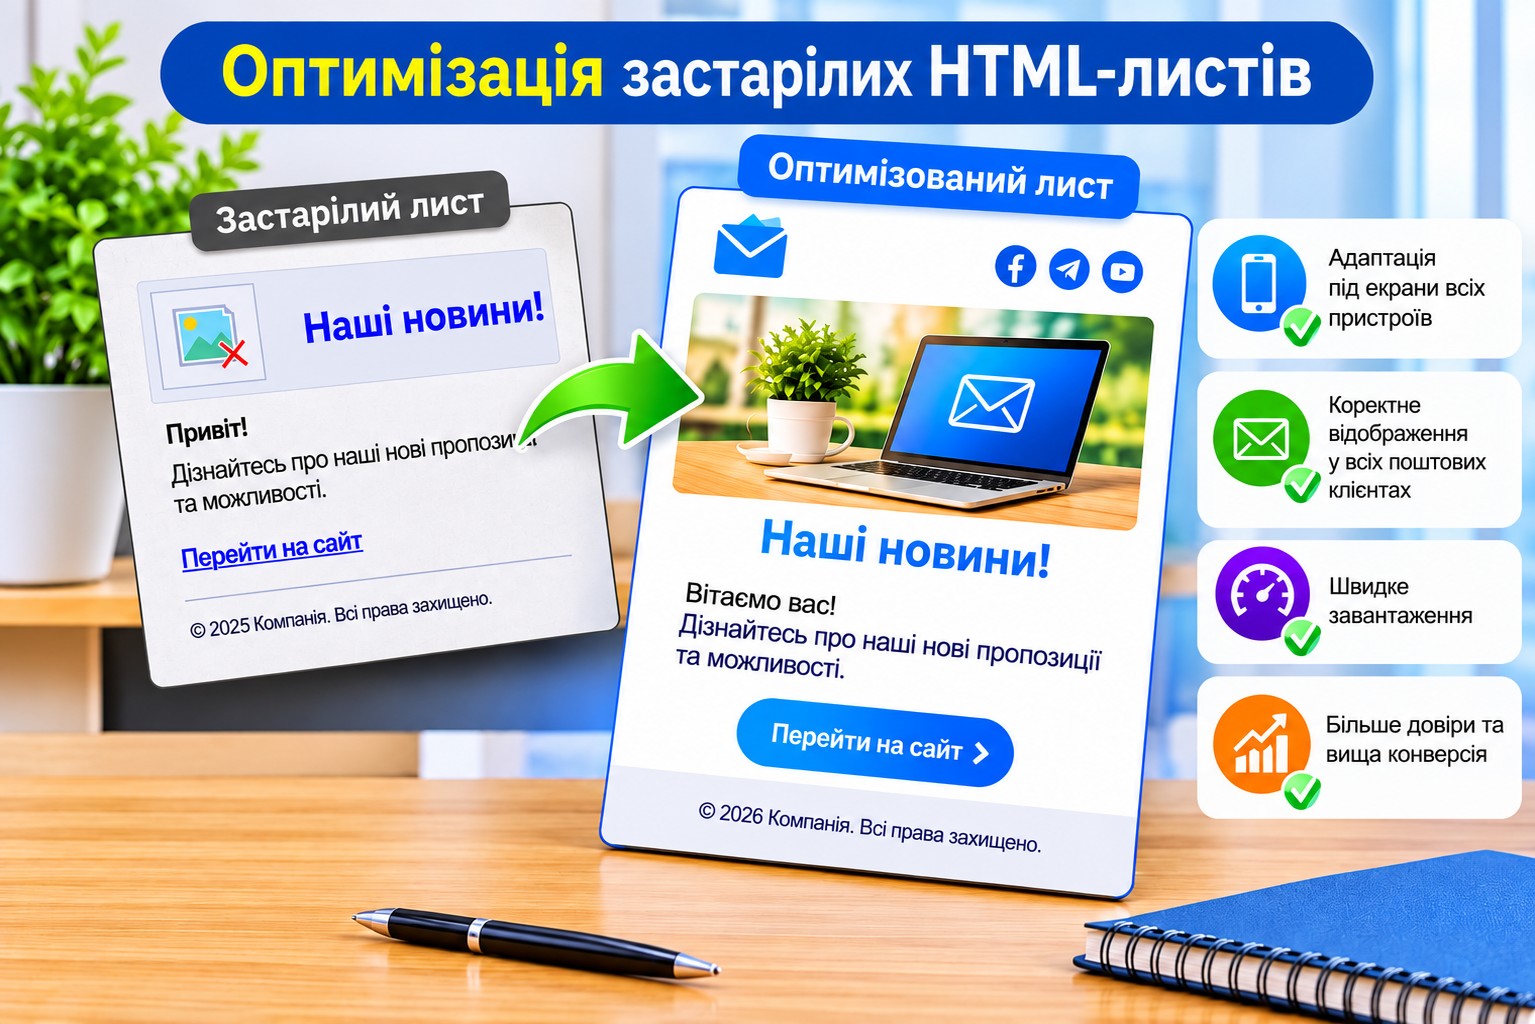 Оптимізація застарілих HTML-листів
Застарілий лист
Наші новини!
Привіт!
Дізнайтесь про наші нові
та можливості.
Перейти на сайт
© 2025 Компанія. Всі права захищено.
Оптимізований лист
Наші новини!
Вітаємо вас!
Дізнайтесь про наші нові пропозиції
та можливості.
Перейти на сайт
© 2026 Компанія. Всі права захищено.
Адаптація
під екрани всіх
пристроїв
Коректне
відображення
у всіх поштових
клієнтах
Швидке
завантаження
Більше довіри та
вища конверсія